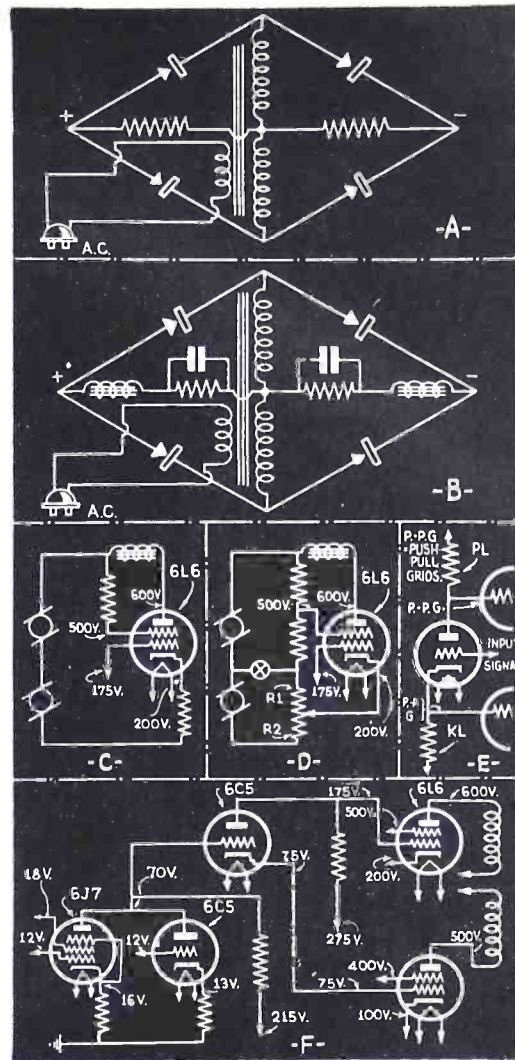 +
-
A.C.
-A-
+
-
A.C.
-B-
6L6
600V.
500V.
175V.
200V.
-C-
6L6
600V.
500V.
175V.
R1
R2
200V.
-D-
P.-P.G
=PUSH
PULL
GRIDS.
PL
P.-P.G.
INPUT
SIGNAL
P.-P.
G
KL
-E-
6C5
175V.
6L6
600V.
500V.
200V.
75V.
18V.
6J7
70V.
6C5
12V.
12V.
275V.
500V.
16V.
13V.
400V.
75V.
100V.
215V.
-F-